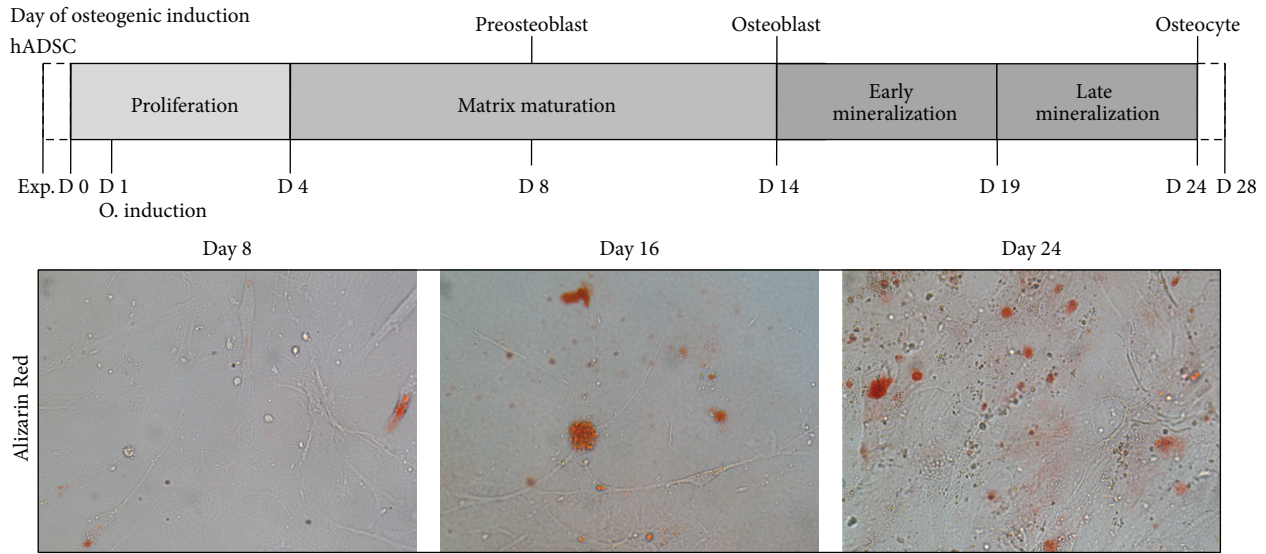 Day of osteogenic induction
hADSC
Preosteoblast
Osteoblast
Osteocyte
Proliferation
Matrix maturation
Early
mineralization
Late
mineralization
Exp. D 0 D 1 D 4 D 8 D 14 D 19 D 24 D 28
O. induction
Day 8 Day 16 Day 24
Alizarin Red